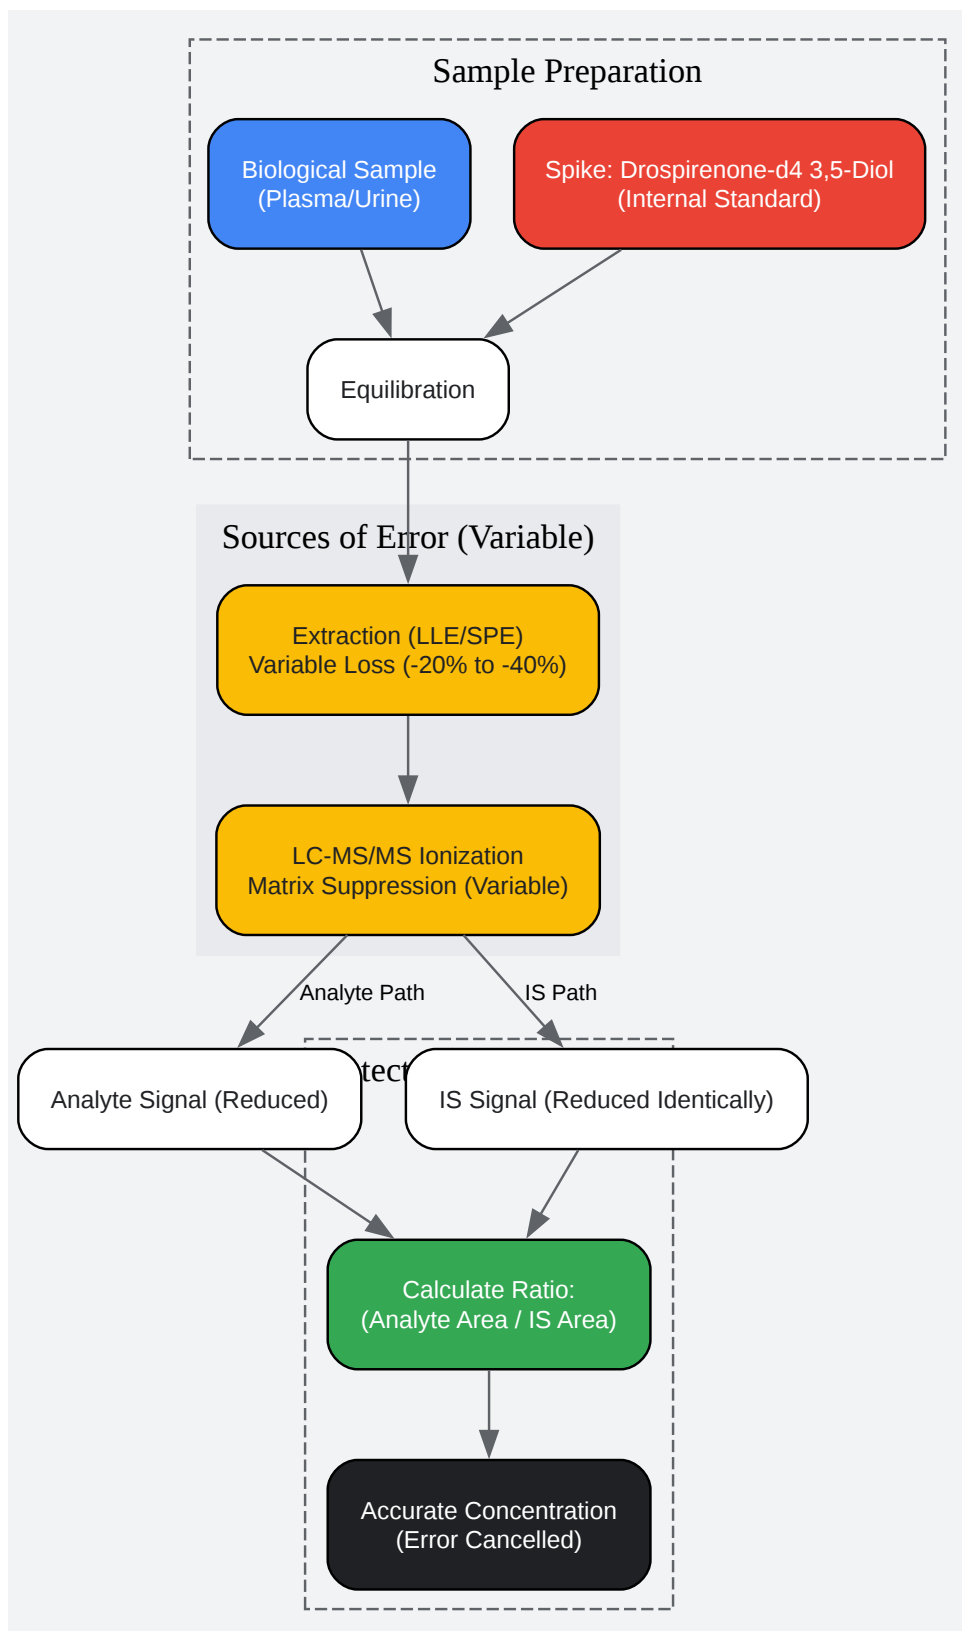 Sample Preparation
Biological Sample
(Plasma/Urine)
Spike: Drospirenone-d4 3,5-Diol
(Internal Standard)
Equilibration
Sources of Error (Variable)
Extraction (LLE/SPE)
Variable Loss (-20% to -40%)
LC-MS/MS Ionization
Matrix Suppression (Variable)
Analyte Path
IS Path
Analyte Signal (Reduced)
IS Signal (Reduced Identically)
Calculate Ratio:
(Analyte Area / IS Area)
Accurate Concentration
(Error Cancelled)